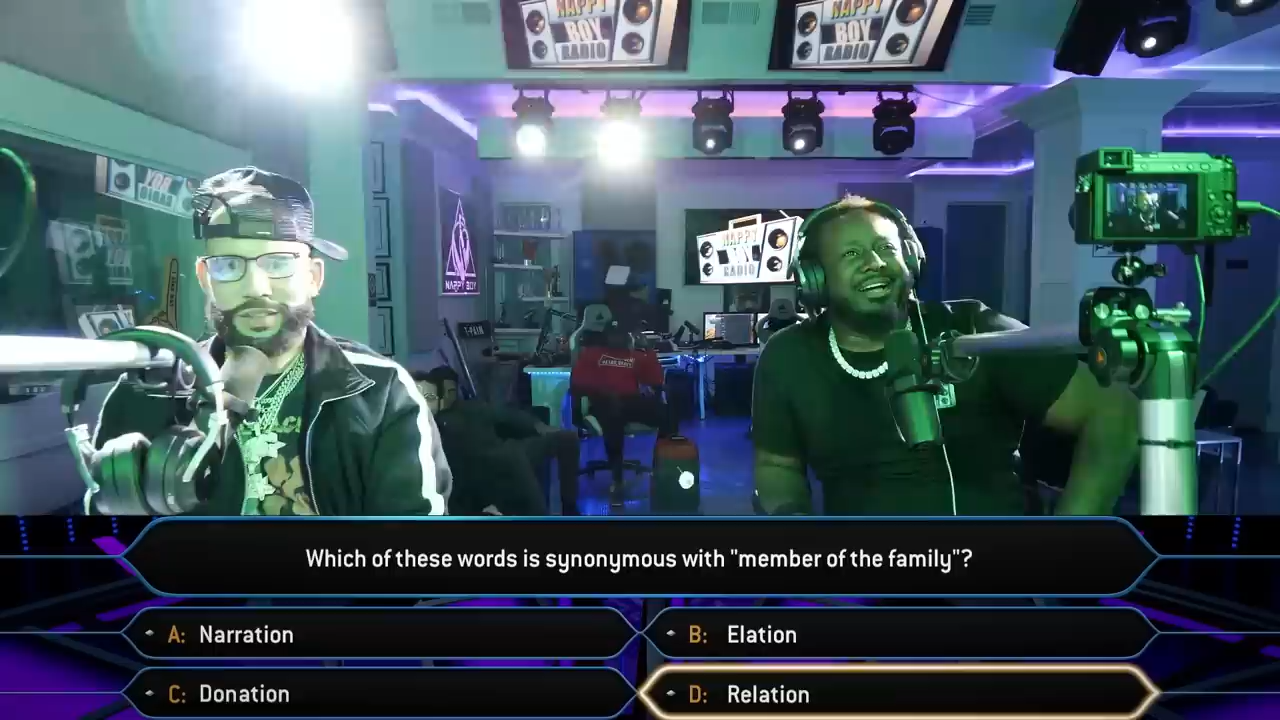 NAPPY
BOY
RADIO
NAPPY
BOY
RADIO
NAPPY
RADIO
NAPPY BOY
T-PAIN
Which of these words is synonymous with "member of the family"?
A: Narration
B: Elation
C: Donation
D: Relation